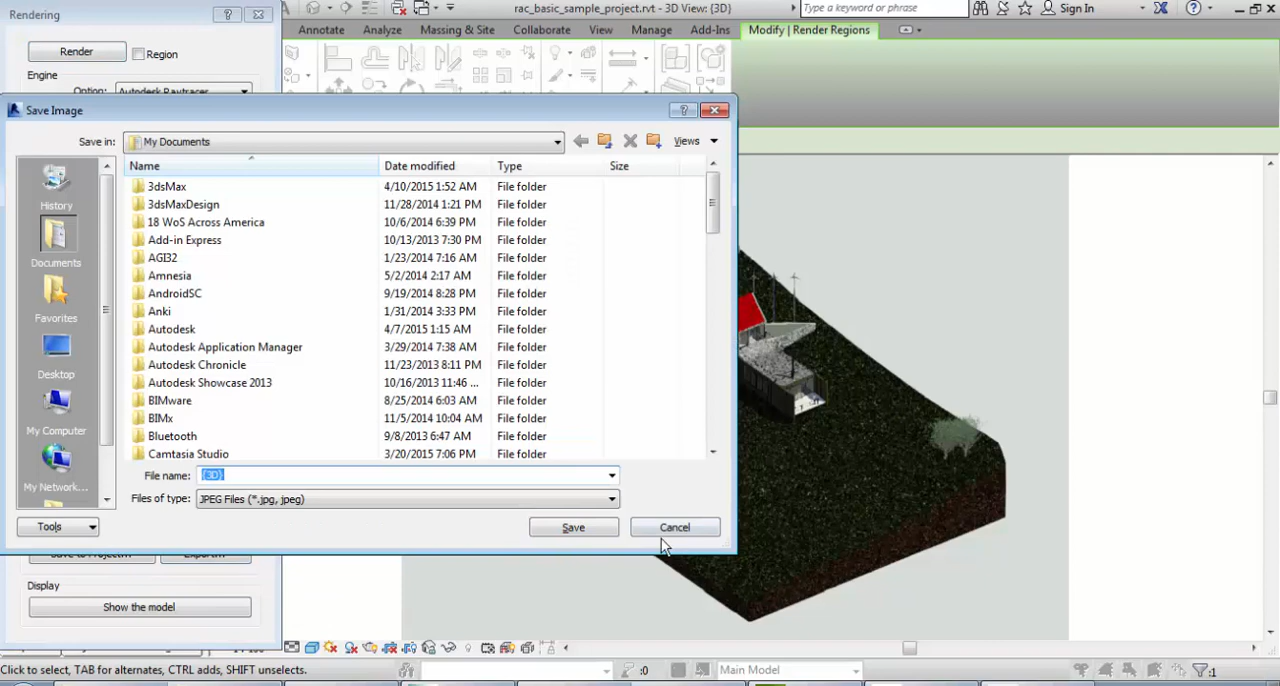 Rendering
rac_basic_sample_project.rvt - 3D View: {3D}
Type a keyword or phrase
Sign In
Annotate
Analyze
Massing & Site
Collaborate
View
Manage
Add-Ins
Modify | Render Regions
Render
Region
Engine
Option:
Autodesk Raytracer
Save Image
Save in:
My Documents
Views
Name
Date modified
Type
Size
3dsMax 4/10/2015 1:52 AM File folder
3dsMaxDesign 11/28/2014 1:21 PM File folder
18 WoS Across America 10/6/2014 6:39 PM File folder
Add-in Express 10/13/2013 7:30 PM File folder
AGI32 1/23/2014 7:16 AM File folder
Amnesia 5/2/2014 2:17 AM File folder
AndroidSC 9/19/2014 8:28 PM File folder
Anki 1/31/2014 3:33 PM File folder
Autodesk 4/7/2015 1:15 AM File folder
Autodesk Application Manager 3/29/2014 7:38 AM File folder
Autodesk Chronicle 11/23/2013 8:11 PM File folder
Autodesk Showcase 2013 10/16/2013 11:46 ... File folder
BIMware 8/25/2014 6:03 AM File folder
BIMx 11/5/2014 10:04 AM File folder
Bluetooth 9/8/2013 6:47 AM File folder
Camtasia Studio 3/20/2015 7:06 PM File folder
History
Documents
Favorites
Desktop
My Computer
My Network...
File name:
{3D}
Files of type:
JPEG Files (*.jpg, jpeg)
Tools
Save
Cancel
Display
Show the model
Click to select, TAB for alternates, CTRL adds, SHIFT unselects.
:0
Main Model
:1